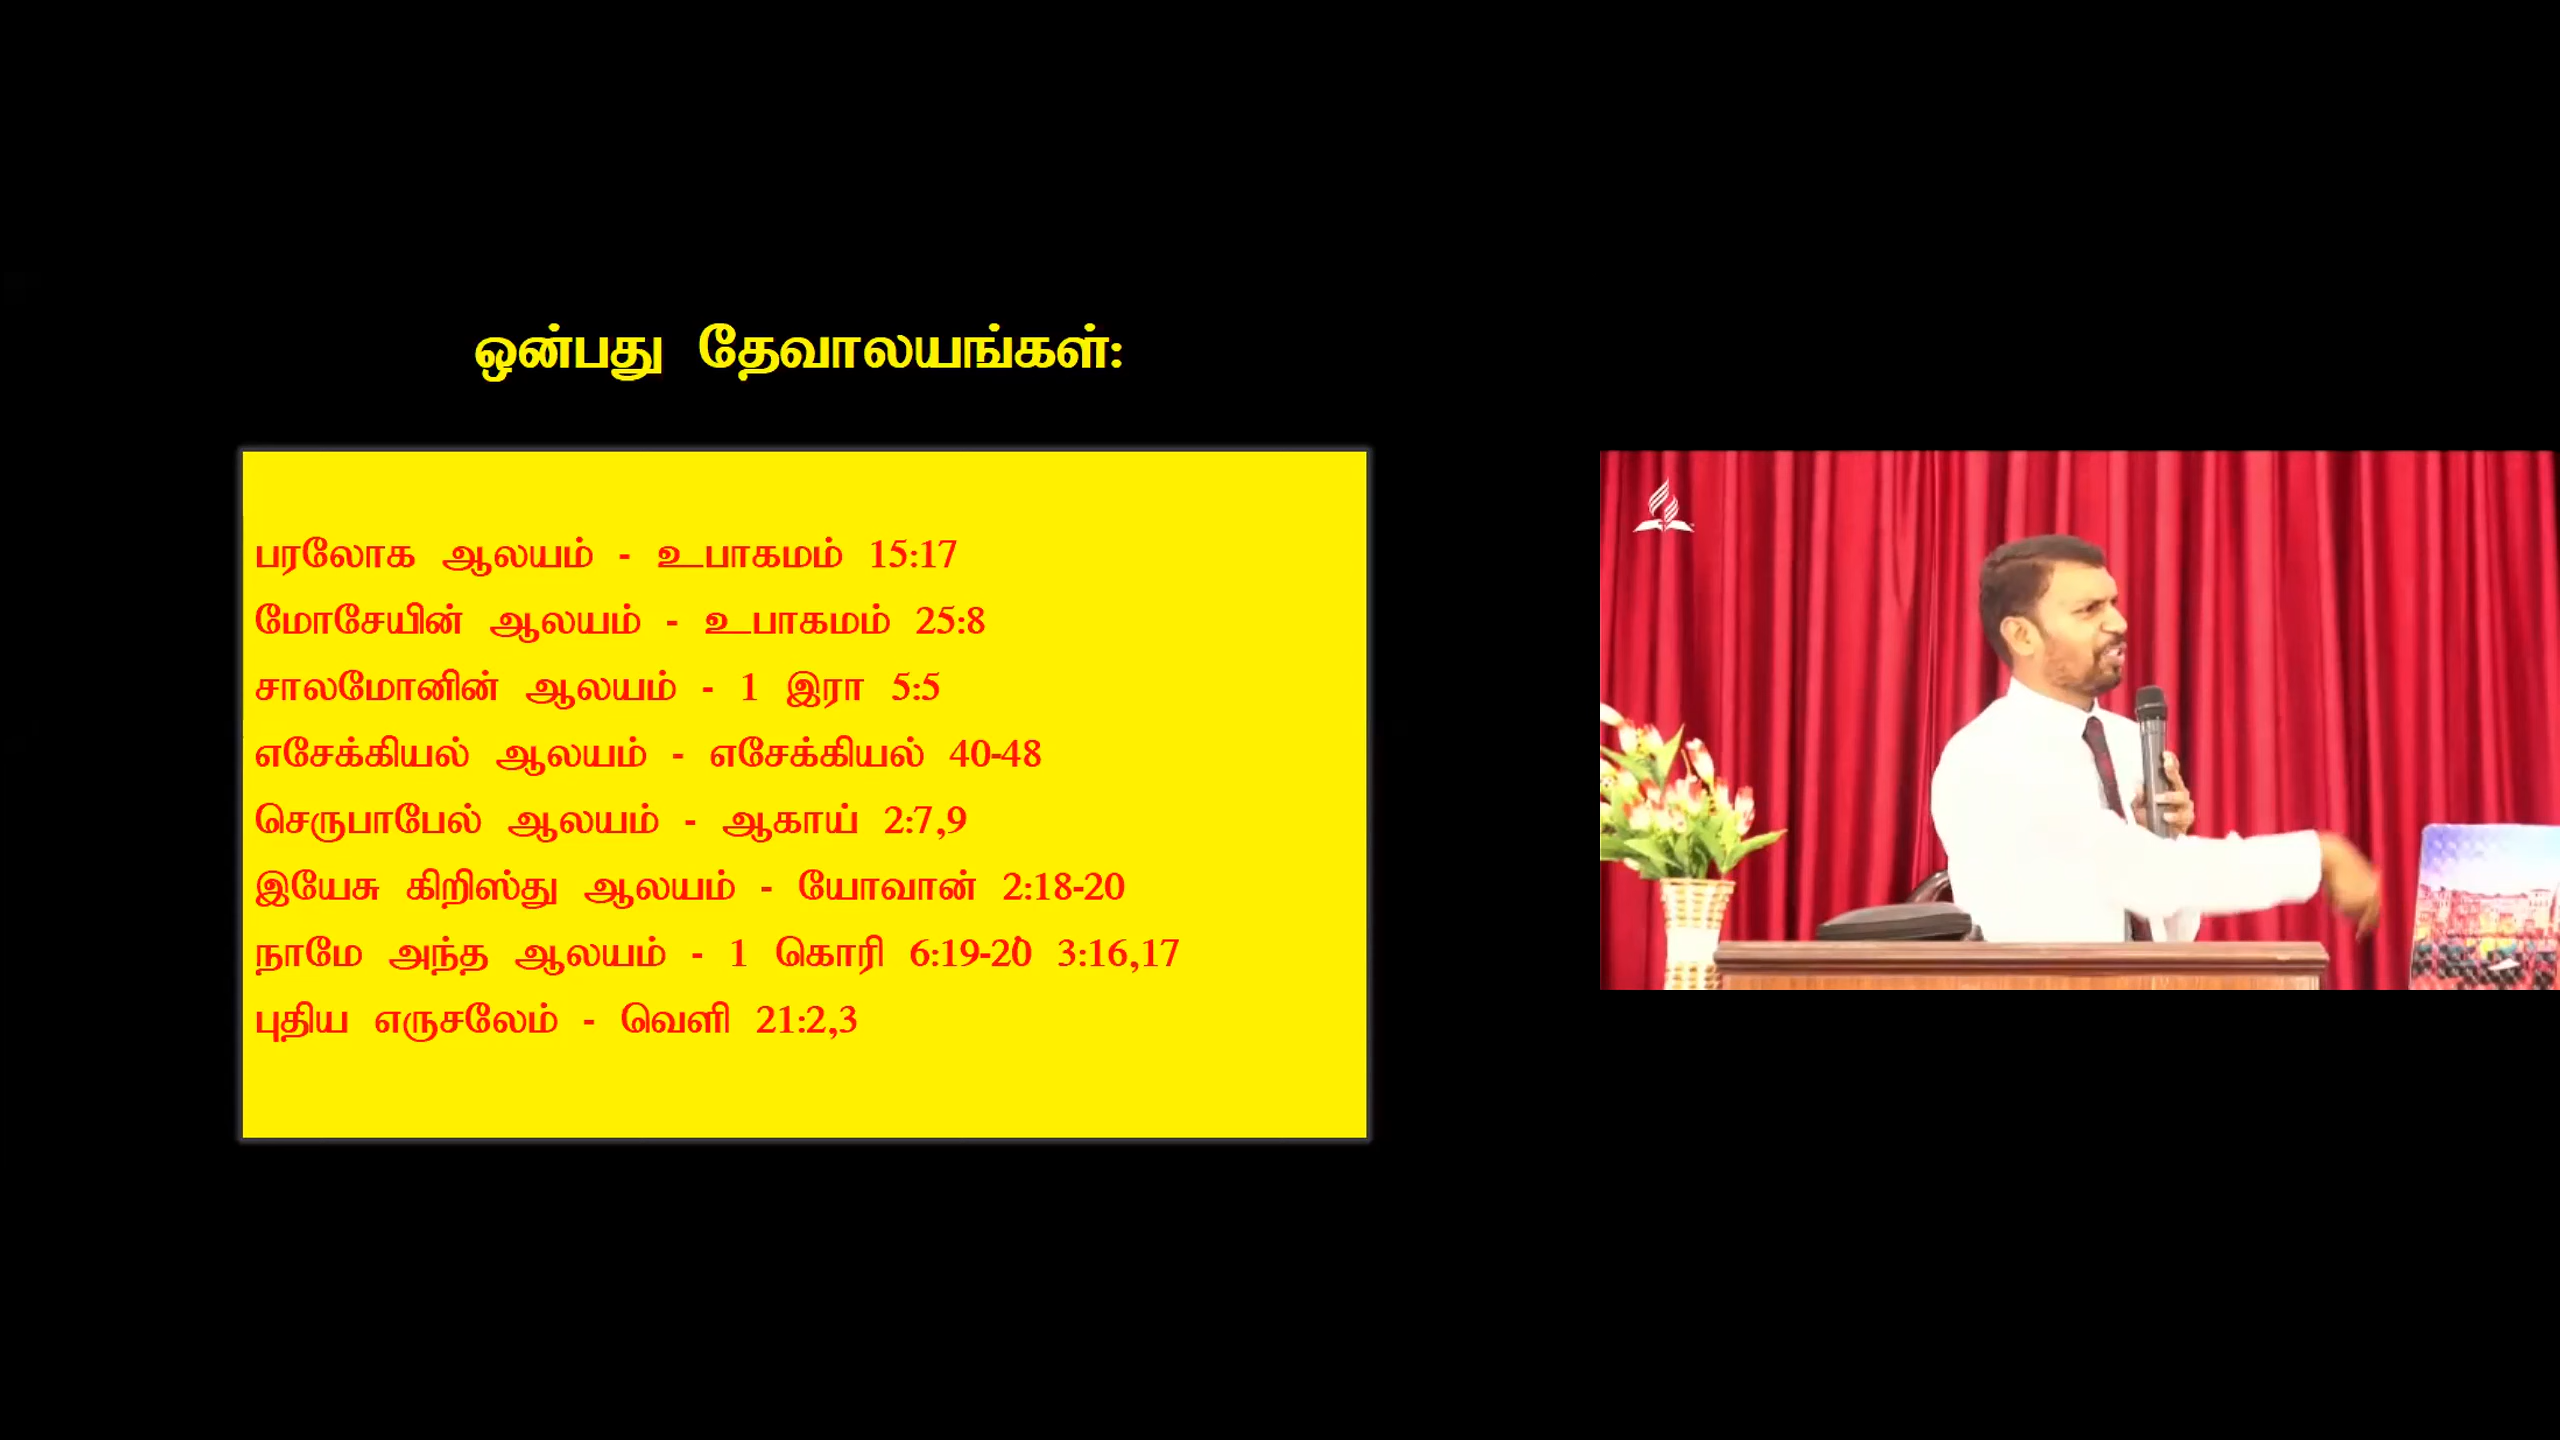 ஒன்பது தேவாலயங்கள்:
பரலோக ஆலயம் - உபாகமம் 15:17
மோசேயின் ஆலயம் - உபாகமம் 25:8
சாலமோனின் ஆலயம் - 1 இரா 5:5
எசேக்கியல் ஆலயம் - எசேக்கியல் 40-48
செருபாபேல் ஆலயம் - ஆகாய் 2:7,9
இயேசு கிறிஸ்து ஆலயம் - யோவான் 2:18-20
நாமே அந்த ஆலயம் - 1 கொரி 6:19-20் 3:16,17
புதிய எருசலேம் - வெளி 21:2,3